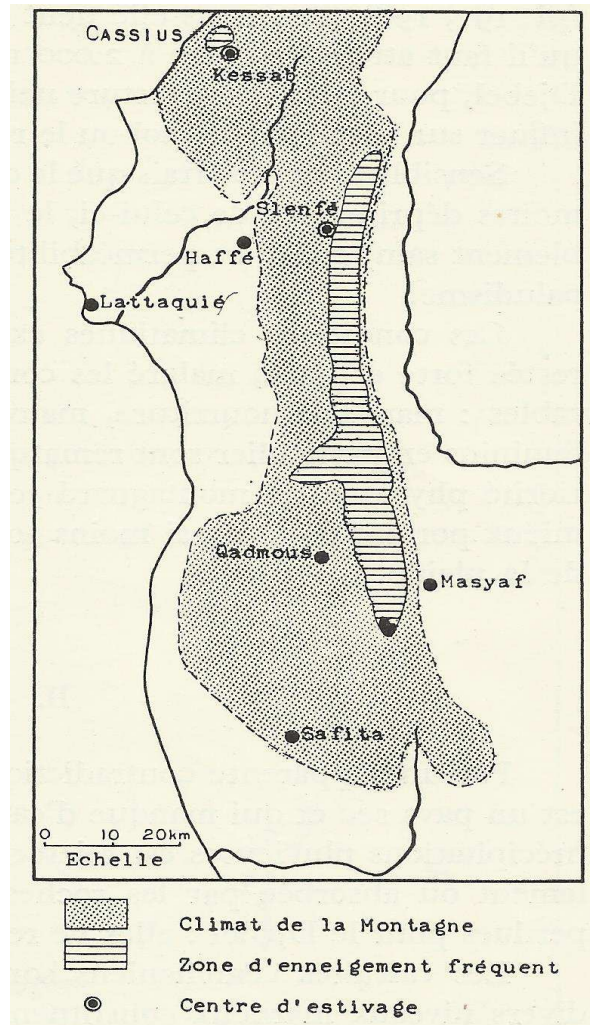 CASSIUS
Kessab
Slenfé
Haffé
Lattaquié
Qadmous
Masyaf
Safita
0 10 20km
Echelle
Climat de la Montagne
Zone d'enneigement fréquent
Centre d'estivage